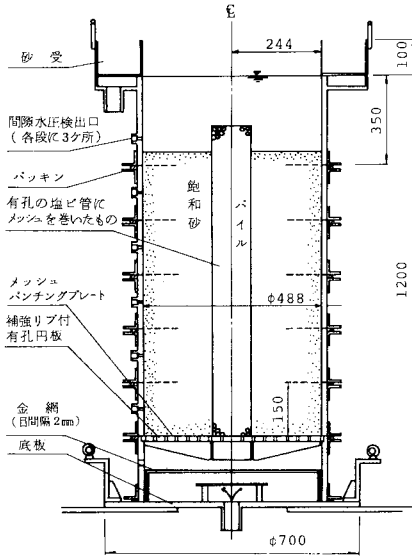 ℄
244
100
砂受
350
間隙水圧検出口
(各段に3ケ所)
パッキン
有孔の塩ビ管に
メッシュを巻いたもの
飽和砂
パイル
1200
メッシュ
パンチングプレート
φ488
補強リブ付
有孔円板
150
金網
(目間隔2mm)
底板
φ700